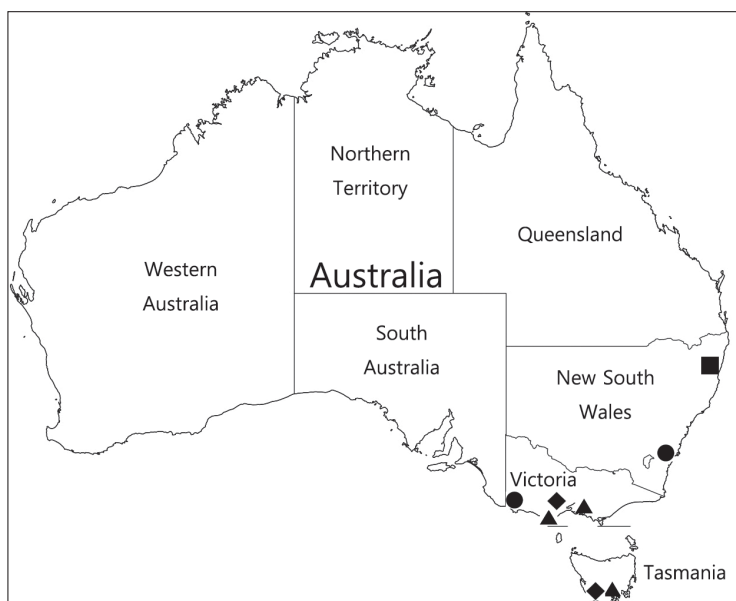 Northern
Territory
Queensland
Western
Australia
Australia
South
Australia
New South
Wales
Victoria
Tasmania